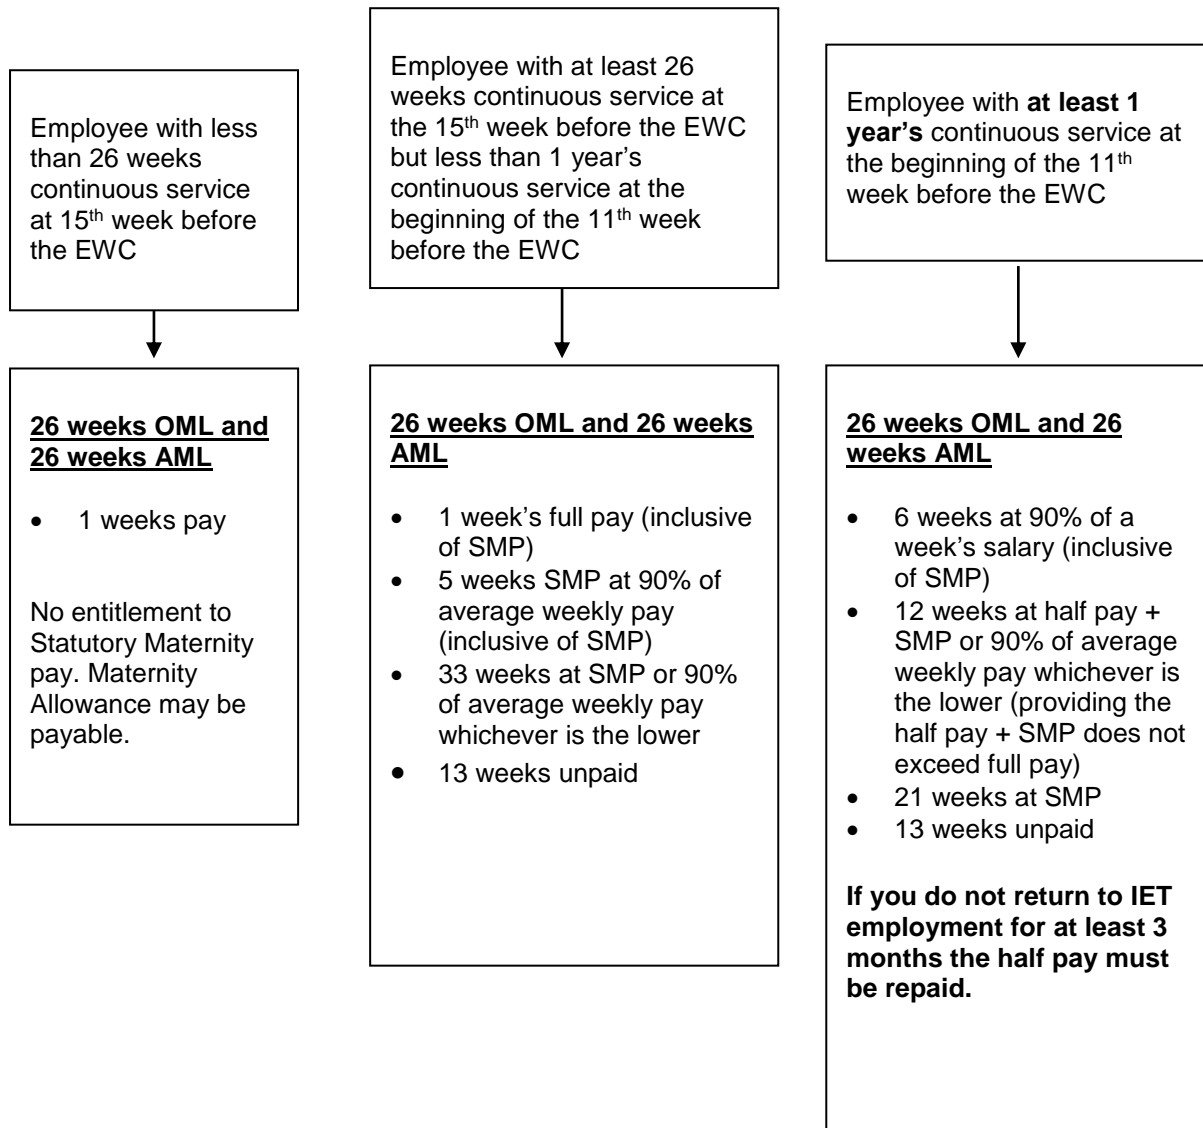 Employee with less
than 26 weeks
continuous service
at 15th week before
the EWC
Employee with at least 26
weeks continuous service at
the 15th week before the EWC
but less than 1 year’s
continuous service at the
beginning of the 11th week
before the EWC
Employee with at least 1
year’s continuous service at
the beginning of the 11th
week before the EWC
26 weeks OML and
26 weeks AML
• 1 weeks pay
No entitlement to
Statutory Maternity
pay. Maternity
Allowance may be
payable.
26 weeks OML and 26 weeks
AML
• 1 week’s full pay (inclusive
of SMP)
• 5 weeks SMP at 90% of
average weekly pay
(inclusive of SMP)
• 33 weeks at SMP or 90%
of average weekly pay
whichever is the lower
• 13 weeks unpaid
26 weeks OML and 26
weeks AML
• 6 weeks at 90% of a
week’s salary (inclusive
of SMP)
• 12 weeks at half pay +
SMP or 90% of average
weekly pay whichever is
the lower (providing the
half pay + SMP does not
exceed full pay)
• 21 weeks at SMP
• 13 weeks unpaid
If you do not return to IET
employment for at least 3
months the half pay must
be repaid.